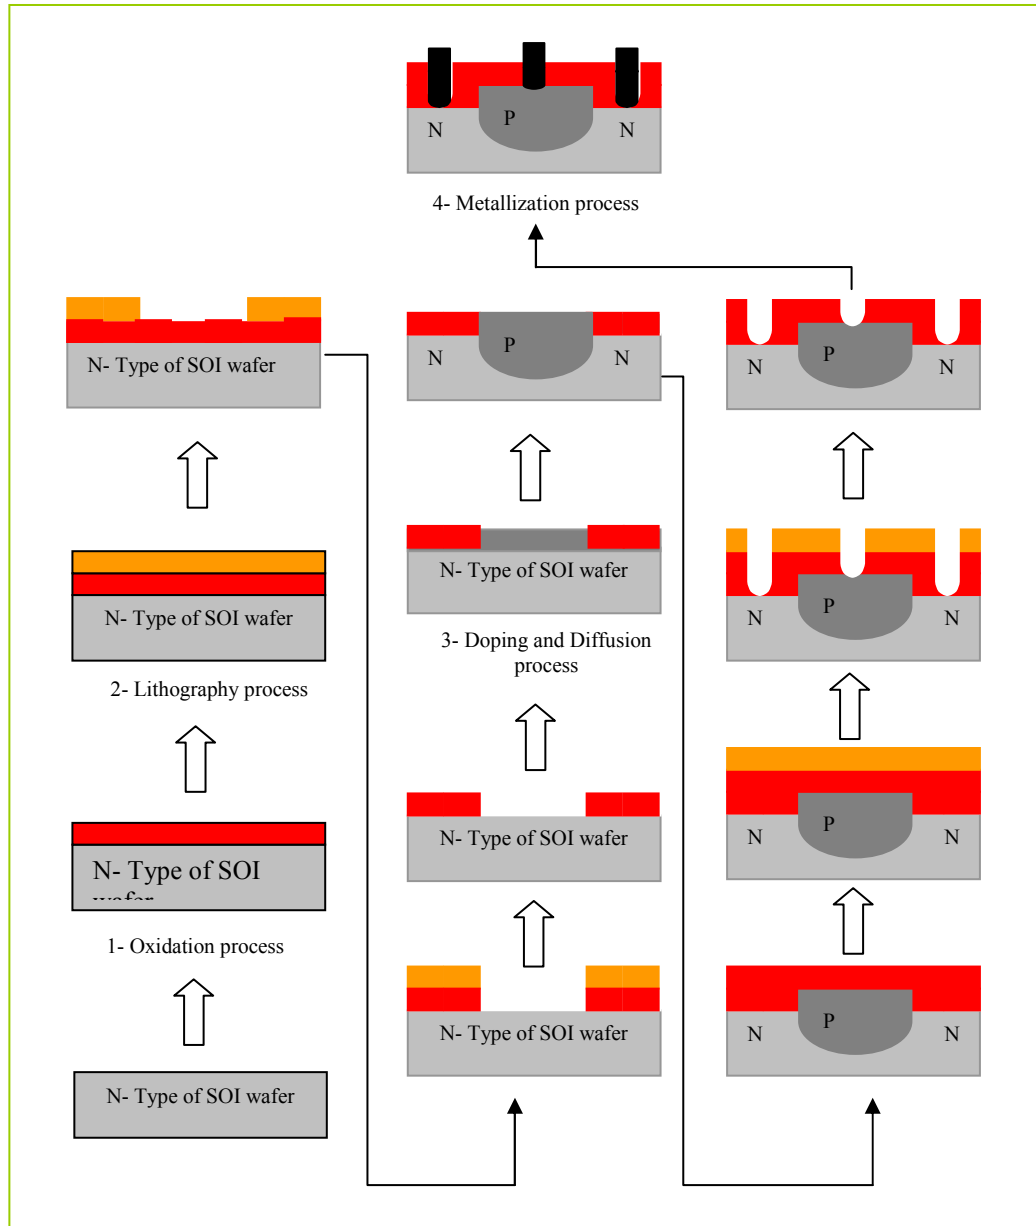 P
N
N
4- Metallization process
N- Type of SOI wafer
N- Type of SOI wafer
2- Lithography process
N- Type of SOI
wafer
1- Oxidation process
N- Type of SOI wafer
P
N
N
N- Type of SOI wafer
3- Doping and Diffusion
process
N- Type of SOI wafer
N- Type of SOI wafer
P
N
N
P
N
N
P
N
N
P
N
N